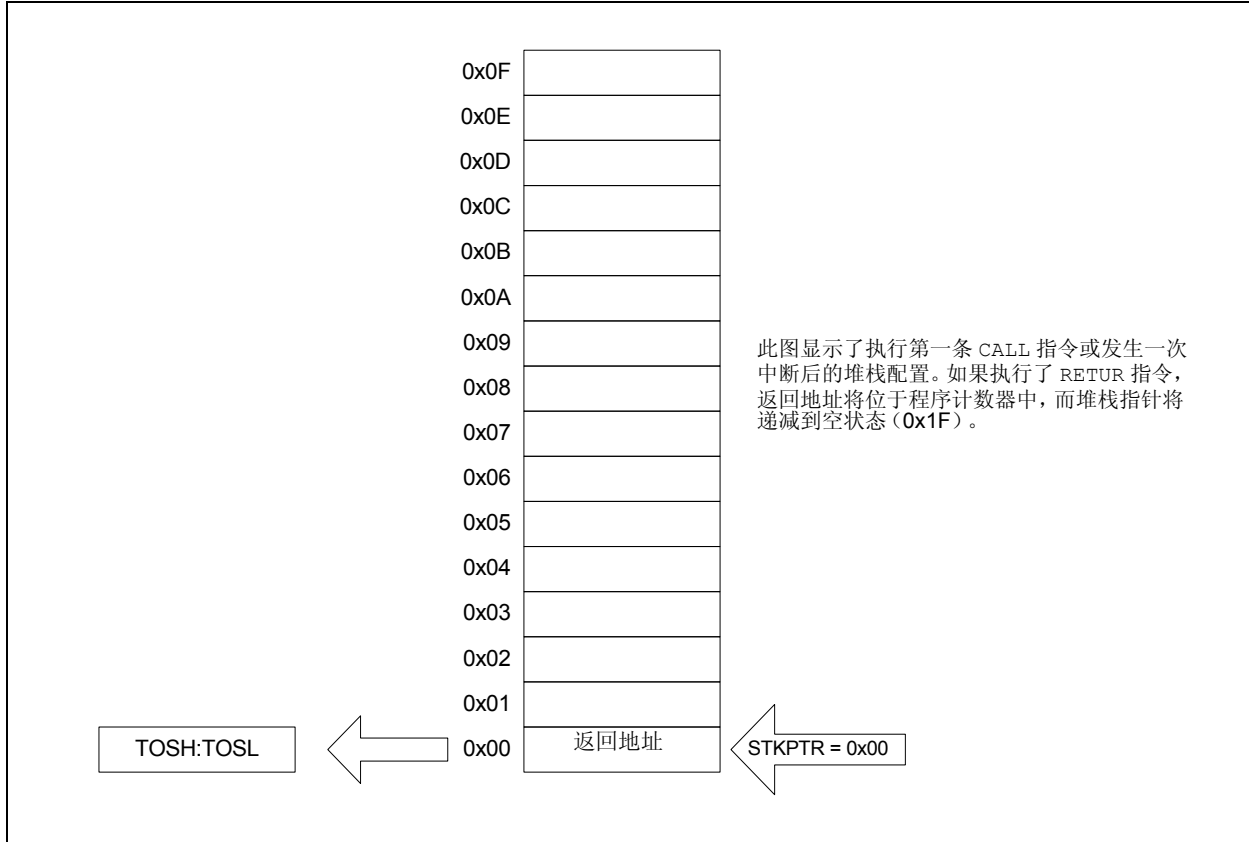 0x0F
0x0E
0x0D
0x0C
0x0B
0x0A
0x09
此图显示了执行第一条 CALL 指令或发生一次
中断后的堆栈配置。如果执行了 RETUR 指令，
返回地址将位于程序计数器中，而堆栈指针将
递减到空状态（0x1F）。
0x08
0x07
0x06
0x05
0x04
0x03
0x02
0x01
TOSH:TOSL
0x00
返回地址
STKPTR = 0x00